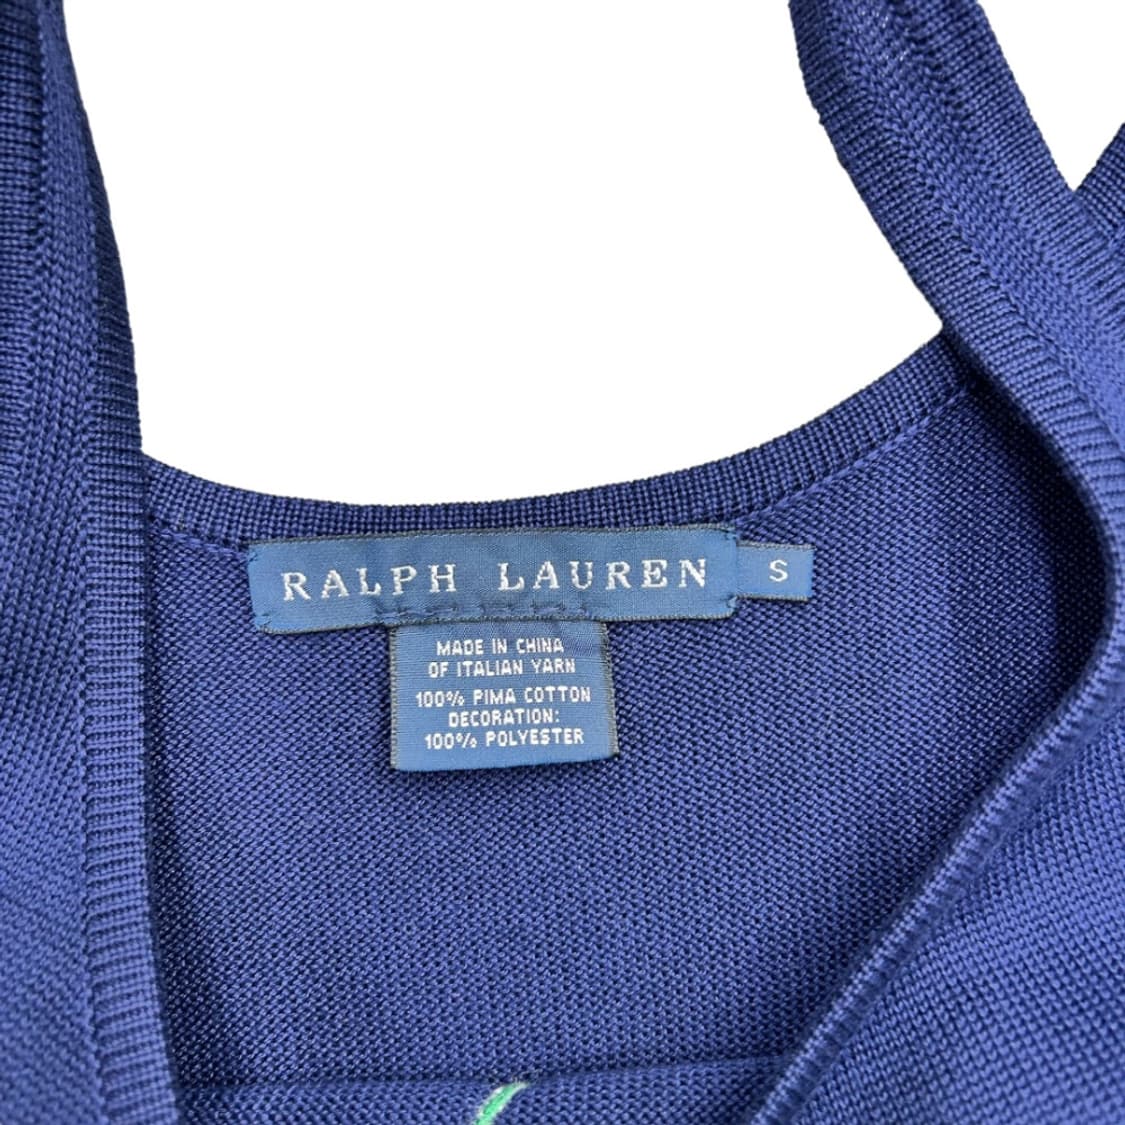 RALPH LAUREN
S
MADE IN CHINA
OF ITALIAN YARN
100% PIMA COTTON
DECORATION:
100% POLYESTER